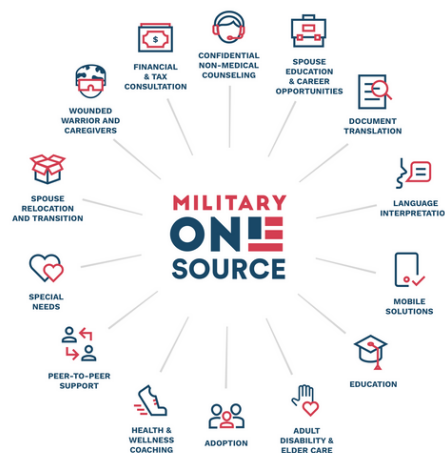 CONFIDENTIAL
NON-MEDICAL
COUNSELING
SPOUSE
EDUCATION
& CAREER
OPPORTUNITIES
DOCUMENT
TRANSLATION
LANGUAGE
INTERPRETATIO
MOBILE
SOLUTIONS
EDUCATION
ADULT
DISABILITY &
ELDER CARE
ADOPTION
HEALTH &
WELLNESS
COACHING
PEER-TO-PEER
SUPPORT
SPECIAL
NEEDS
SPOUSE
RELOCATION
AND TRANSITION
WOUNDED
WARRIOR AND
CAREGIVERS
$
FINANCIAL
& TAX
CONSULTATION
MILITARY
ONE
SOURCE